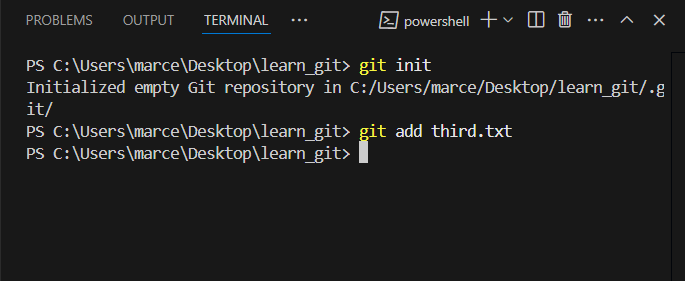 PROBLEMS OUTPUT TERMINAL ... powershell
PS C:\Users\marce\Desktop\learn_git> git init
Initialized empty Git repository in C:/Users/marce/Desktop/learn_git/.g
it/
PS C:\Users\marce\Desktop\learn_git> git add third.txt
PS C:\Users\marce\Desktop\learn_git>